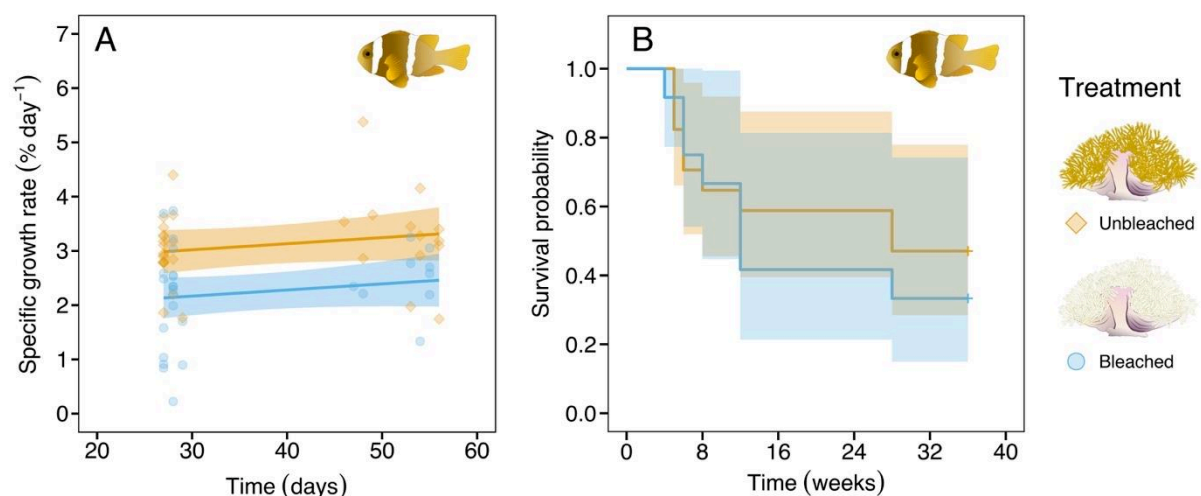 A
Specific growth rate (% day⁻¹)
7
6
5
4
3
2
1
0
20 30 40 50 60
Time (days)
B
Survival probability
1.0
0.8
0.6
0.4
0.2
0.0
0 8 16 24 32 40
Time (weeks)
Treatment
Unbleached
Bleached